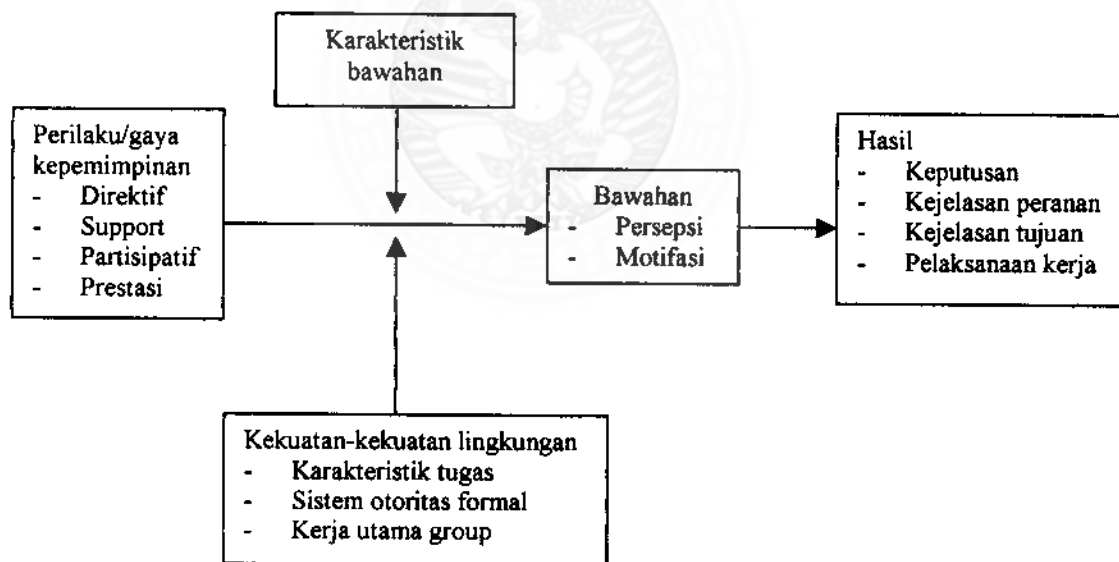 Karakteristik
bawahan
Perilaku/gaya
kepemimpinan
- Direktif
- Support
- Partisipatif
- Prestasi
Bawahan
- Persepsi
- Motifasi
Hasil
- Keputusan
- Kejelasan peranan
- Kejelasan tujuan
- Pelaksanaan kerja
Kekuatan-kekuatan lingkungan
- Karakteristik tugas
- Sistem otoritas formal
- Kerja utama group